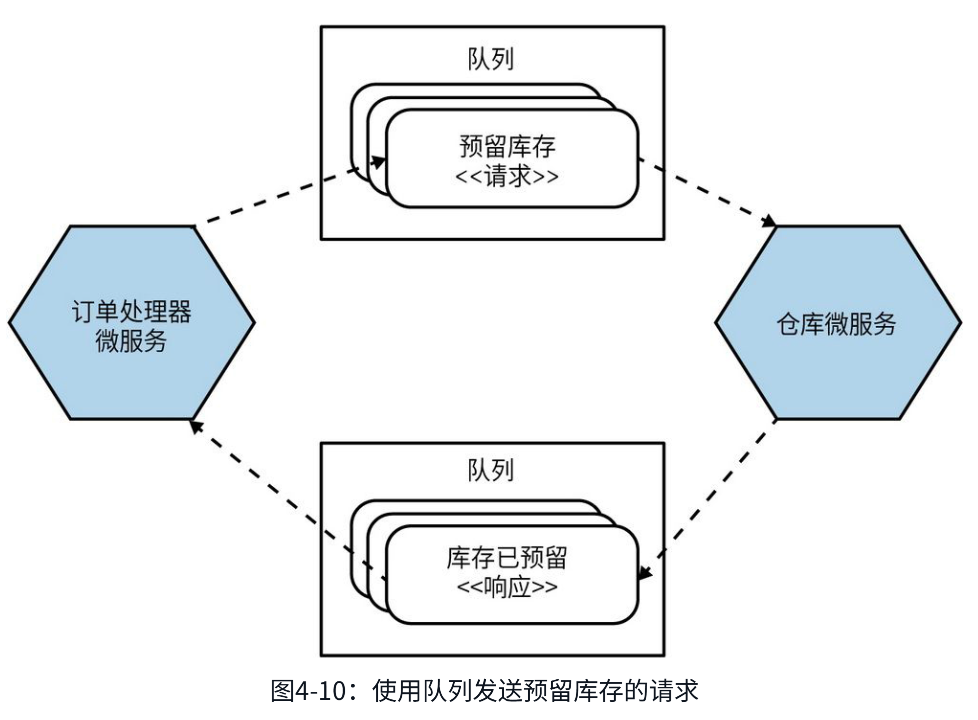 队列
预留库存
<<请求>>
订单处理器
微服务
仓库微服务
队列
库存已预留
<<响应>>
图4-10：使用队列发送预留库存的请求